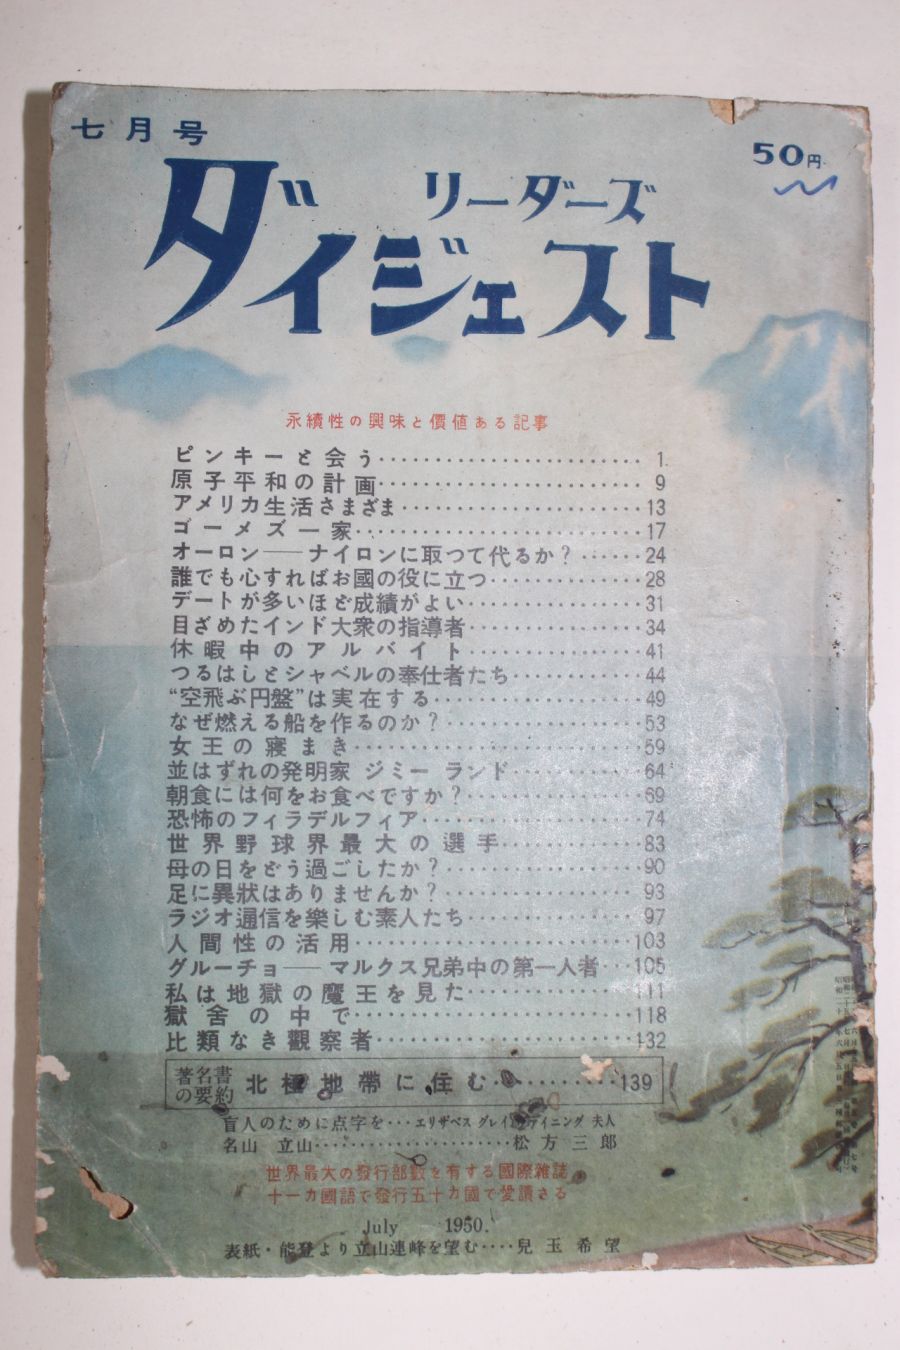 七月号
50円
リーダーズ
ダイジェスト
永續性の興味と價値ある記事
ピンキーと会う························1
原子平和の計画························9
アメリカ生活さまざま······················13
ゴーメズ一家·························17
オーロン──ナイロンに取つて代るか？······24
誰でも心すればお國の役に立つ···············28
デートが多いほど成績がよい·················31
目ざめたインド大衆の指導者·················34
休暇中のアルバイト···················41
つるはしとシャベルの奉仕者たち·············44
“空飛ぶ円盤”は実在する····················49
なぜ燃える船を作るのか？···················53
女王の寢まき·························59
並はずれの発明家 ジミー ランド·············64
朝食には何をお食べですか？·················69
恐怖のフィラデルフィア····················74
世界野球界最大の選手·················83
母の日をどう過ごしたか？···················90
足に異狀はありませんか？···················93
ラジオ通信を樂しむ素人たち·················97
人間性の活用·························103
グルーチョ──マルクス兄弟中の第一人者···105
私は地獄の魔王を見た···················111
獄舍の中で·························118
比類なき觀察者·······················132
著名書の要約 北極地帶に住む··········139
盲人のために点字を···エリザベス グレイ 夫人
名山 立山·······················松方三郎
世界最大の發行部數を有する國際雜誌
十一カ國語で發行五十カ國で愛讀さる
July 1950.
表紙・能登より立山連峰を望む····兒玉希望